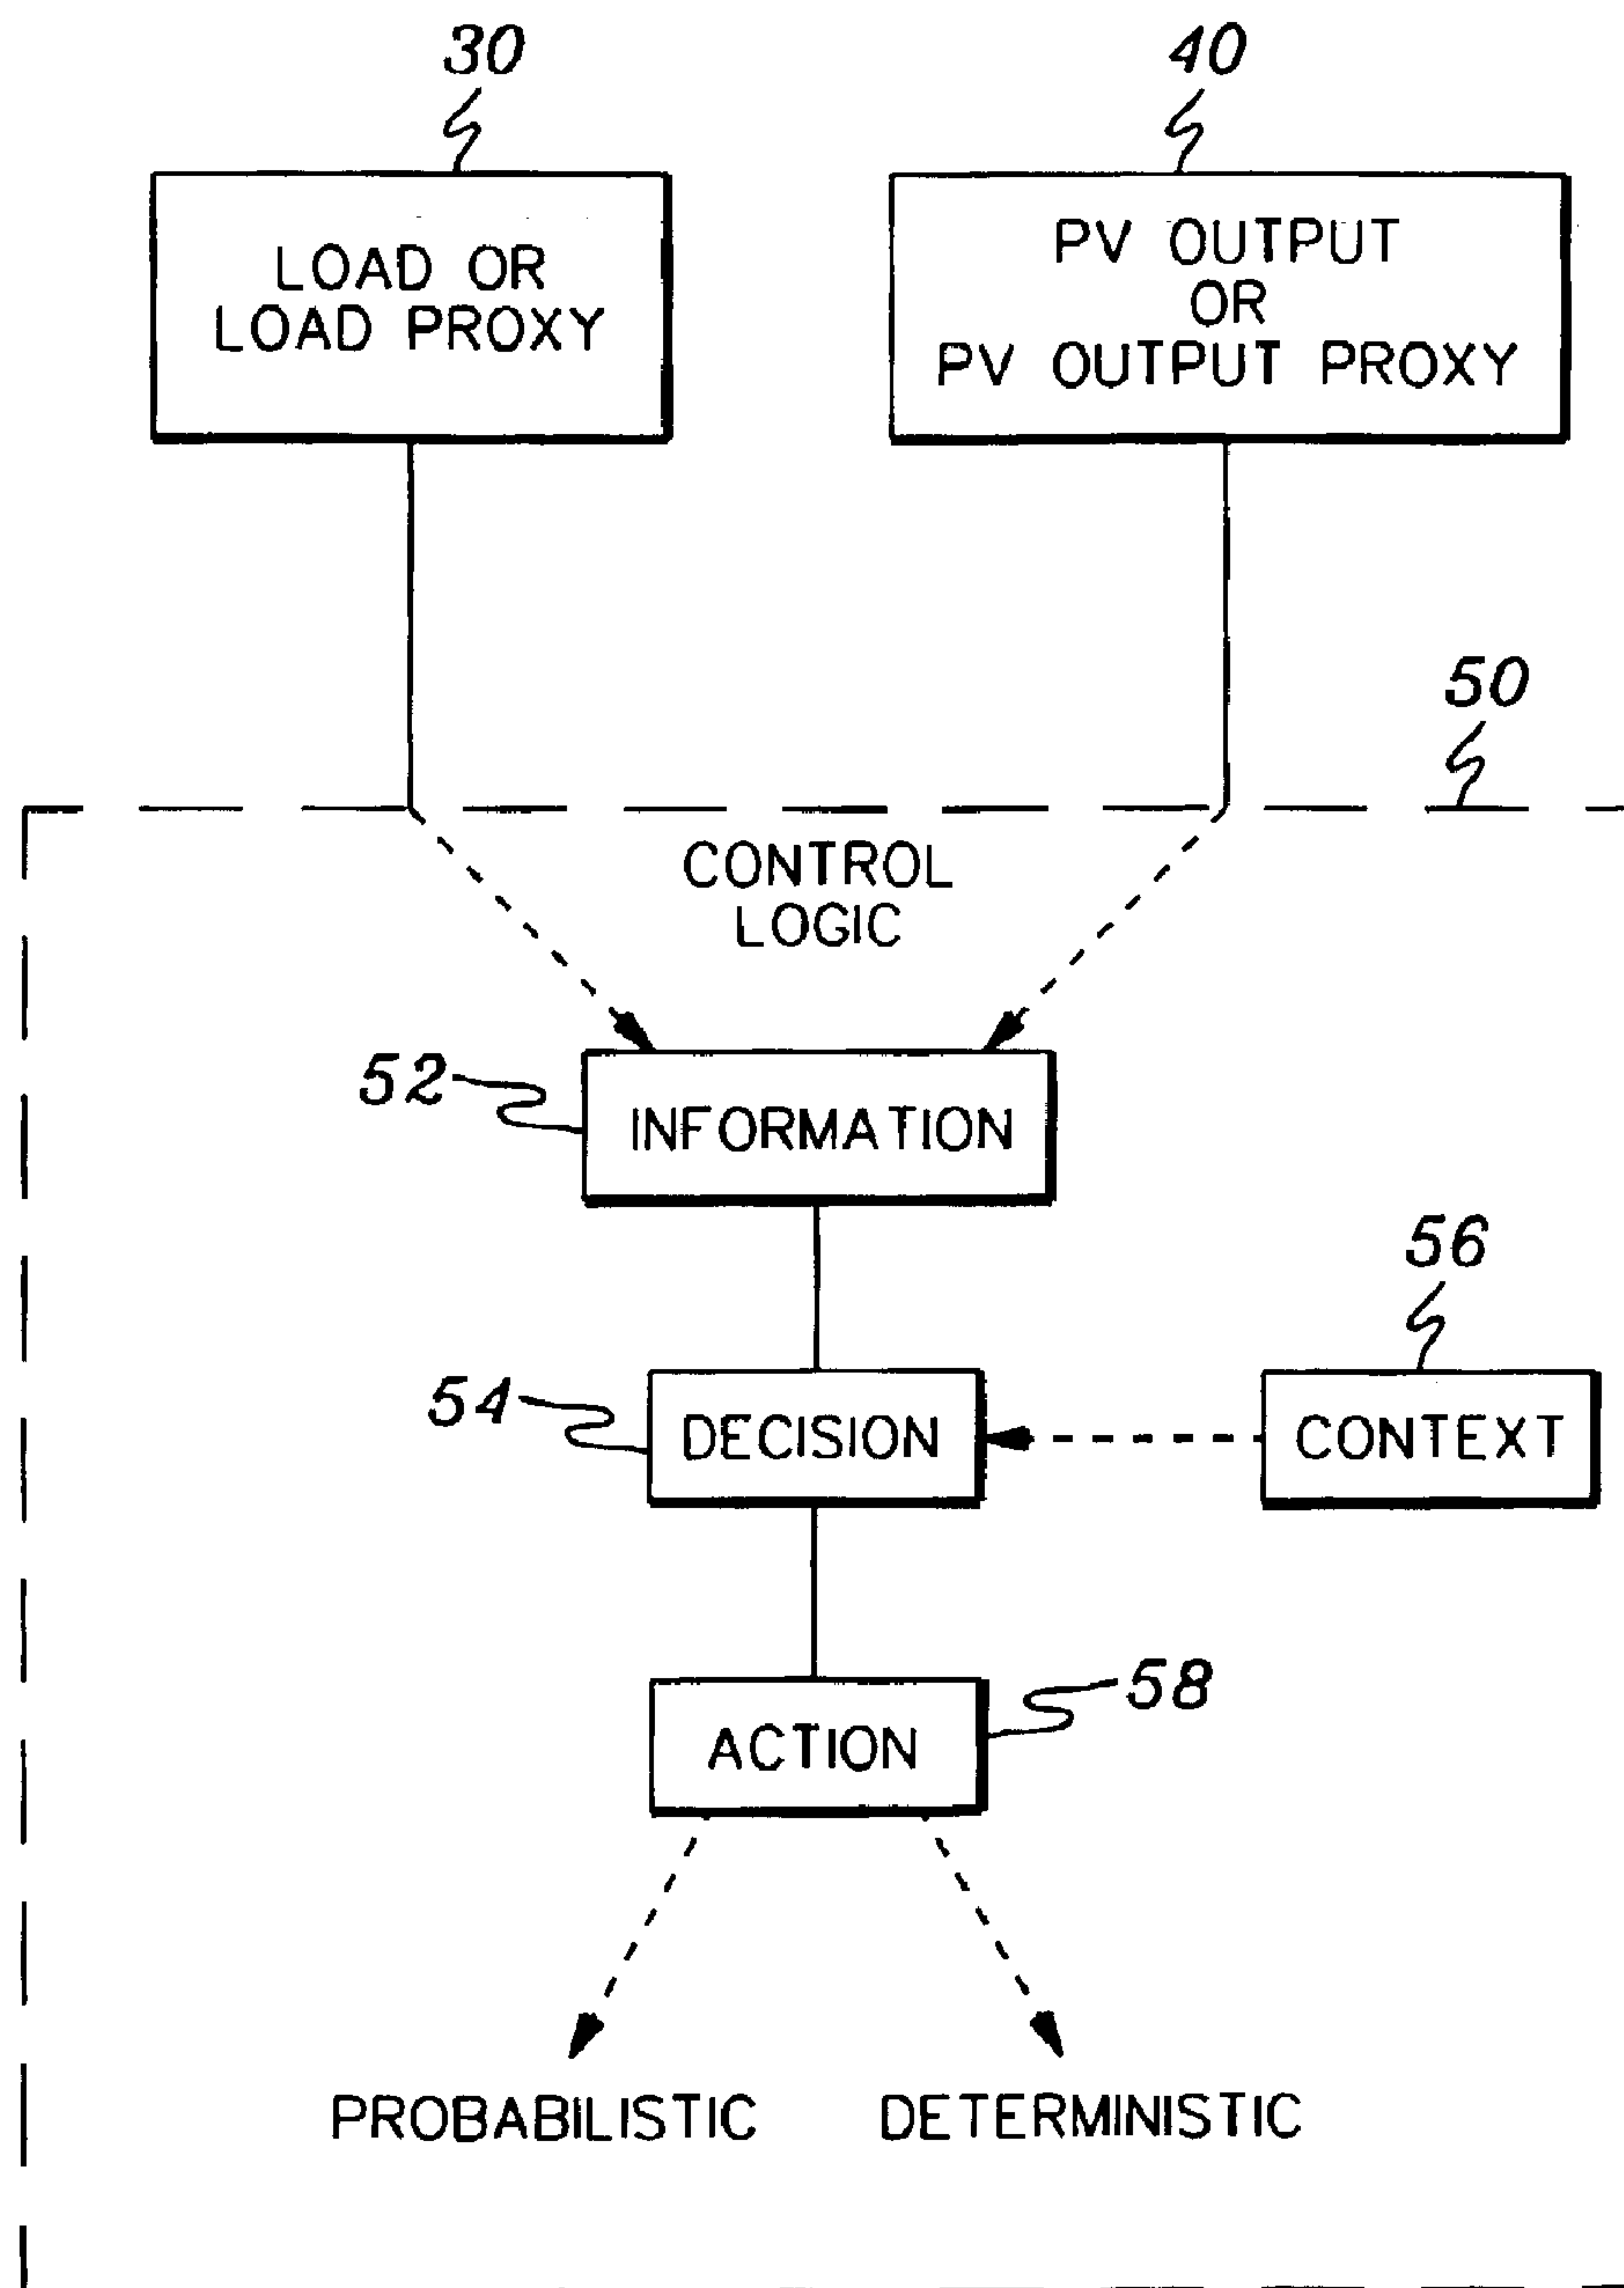 30
40
LOAD OR
LOAD PROXY
PV OUTPUT
OR
PV OUTPUT PROXY
50
CONTROL
LOGIC
52
INFORMATION
56
54
DECISION
CONTEXT
58
ACTION
PROBABILISTIC
DETERMINISTIC